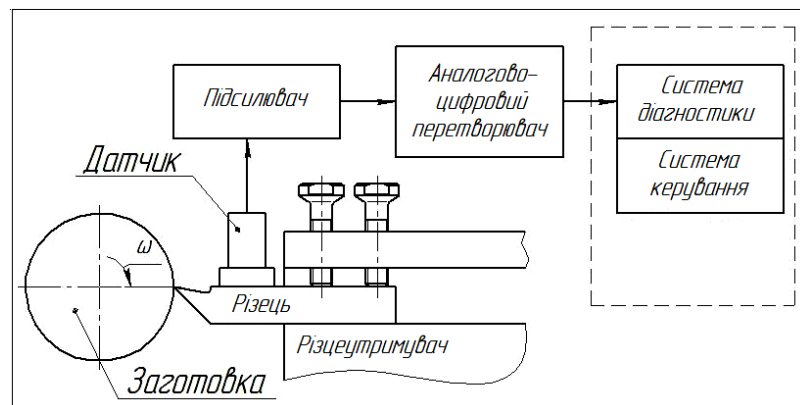 Підсилювач
Аналогово-
цифровий
перетворювач
Система
діагностики
Система
керування
Датчик
ω
Різець
Різцеутримувач
Заготовка